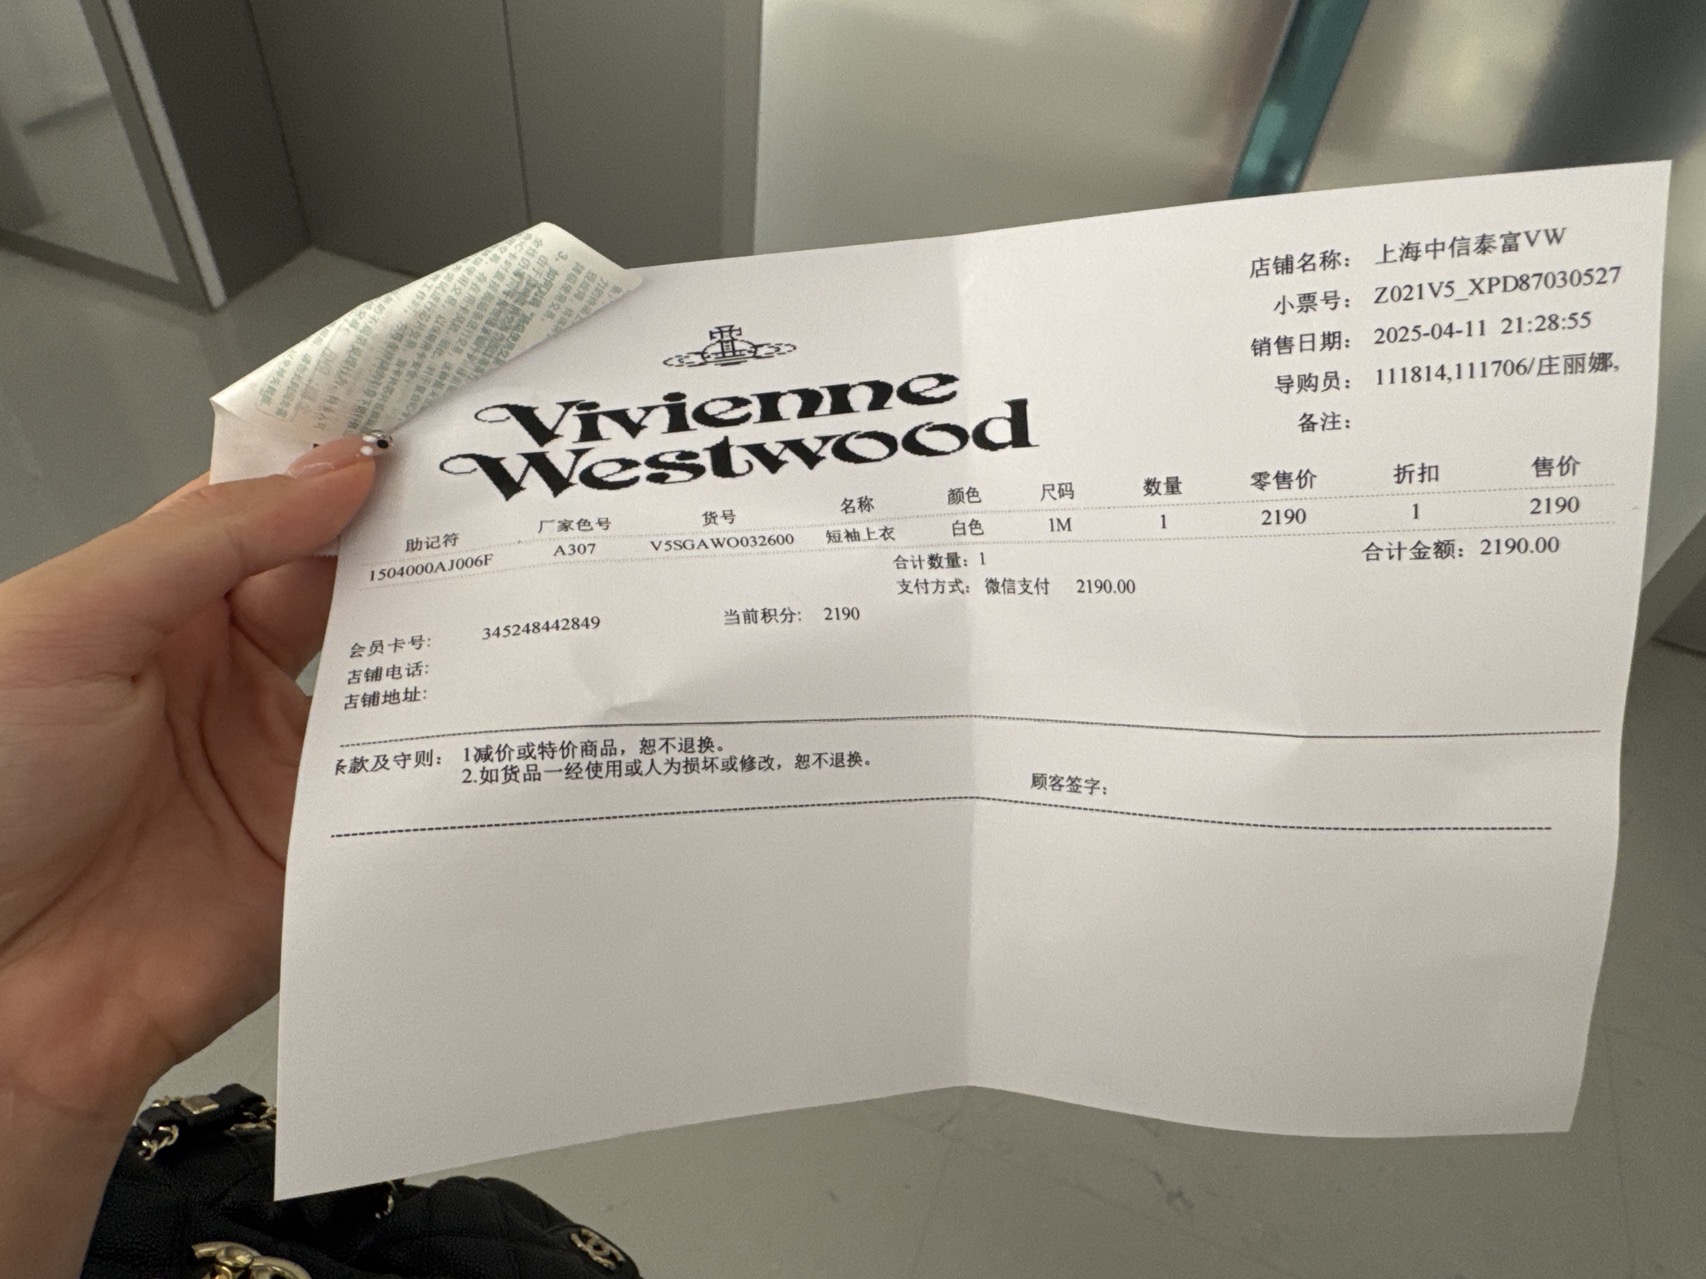 Vivienne
Westwood
店铺名称： 上海中信泰富VW
小票号： Z021V5_XPD87030527
销售日期： 2025-04-11 21:28:55
导购员： 111814,111706/庄丽娜,
备注：
助记符 厂家色号 货号 名称 颜色 尺码 数量 零售价 折扣 售价
1504000AJ006F A307 V5SGAWO032600 短袖上衣 白色 1M 1 2190 1 2190
合计数量：1 合计金额：2190.00
支付方式： 微信支付 2190.00
会员卡号： 345248442849 当前积分： 2190
店铺电话：
店铺地址：
条款及守则： 1减价或特价商品，恕不退换。
2.如货品一经使用或人为损坏或修改，恕不退换。
顾客签字：